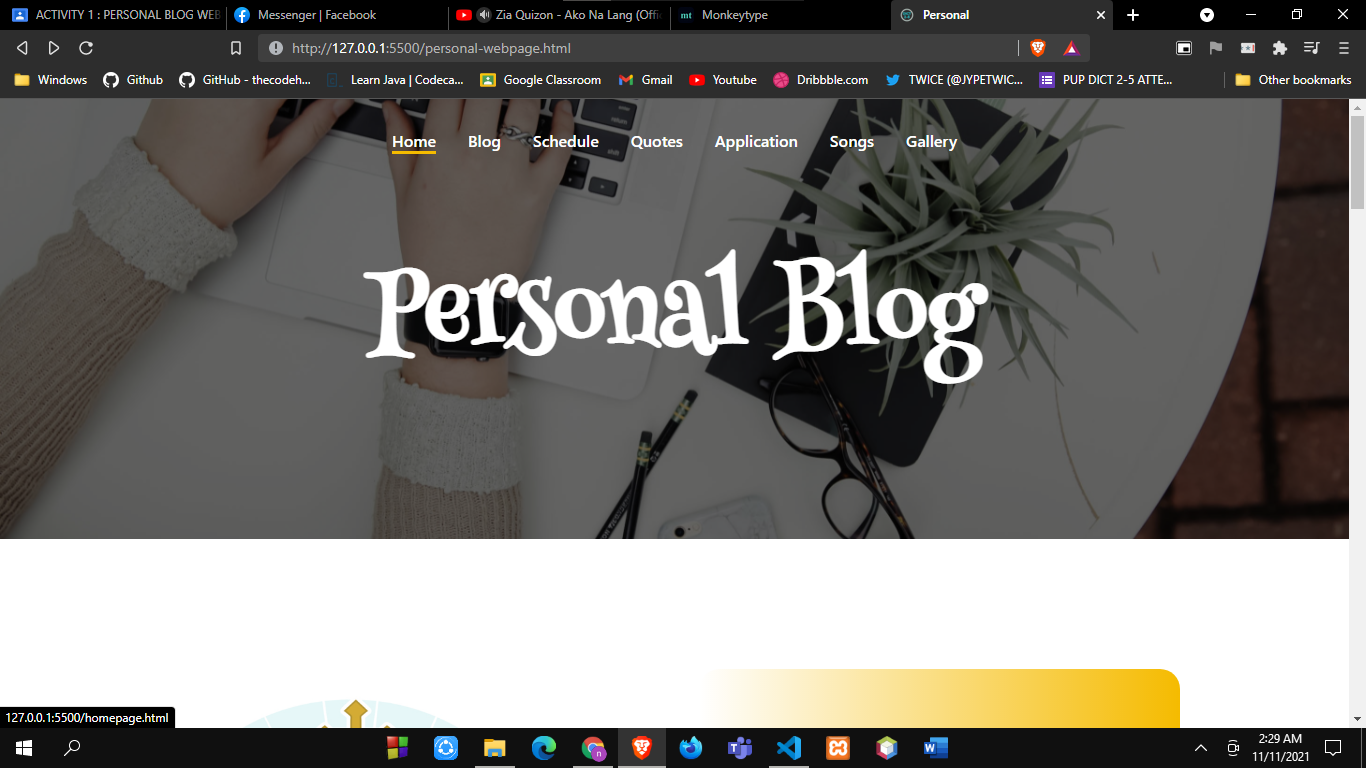 ACTIVITY 1 : PERSONAL BLOG WEB
Messenger | Facebook
Zia Quizon - Ako Na Lang (Offi
mt Monkeytype
Personal
http://127.0.0.1:5500/personal-webpage.html
Windows
Github
GitHub - thecodeh...
Learn Java | Codeca...
Google Classroom
Gmail
Youtube
Dribbble.com
TWICE (@JYPETWIC...
PUP DICT 2-5 ATTE...
Other bookmarks
Home
Blog
Schedule
Quotes
Application
Songs
Gallery
Personal Blog
127.0.0.1:5500/homepage.html
n
W
2:29 AM
11/11/2021